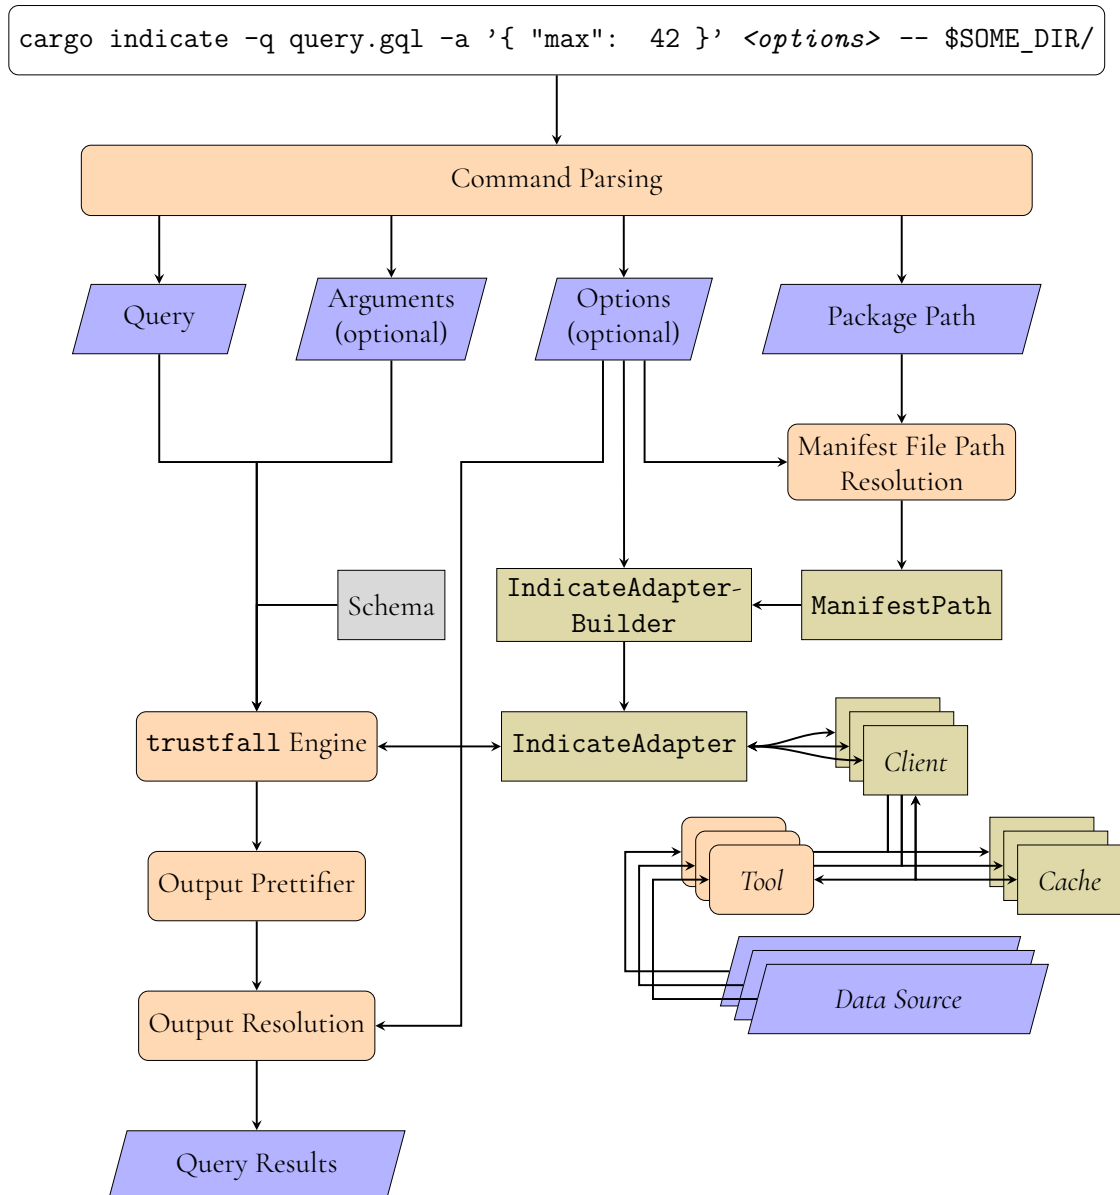 cargo indicate -q query.gql -a '{ "max":  42 }' <options> -- $SOME_DIR/
Command Parsing
Query
Arguments
(optional)
Options
(optional)
Package Path
Manifest File Path
Resolution
Schema
IndicateAdapter-
Builder
ManifestPath
trustfall Engine
IndicateAdapter
Client
Output Prettifier
Tool
Cache
Data Source
Output Resolution
Query Results